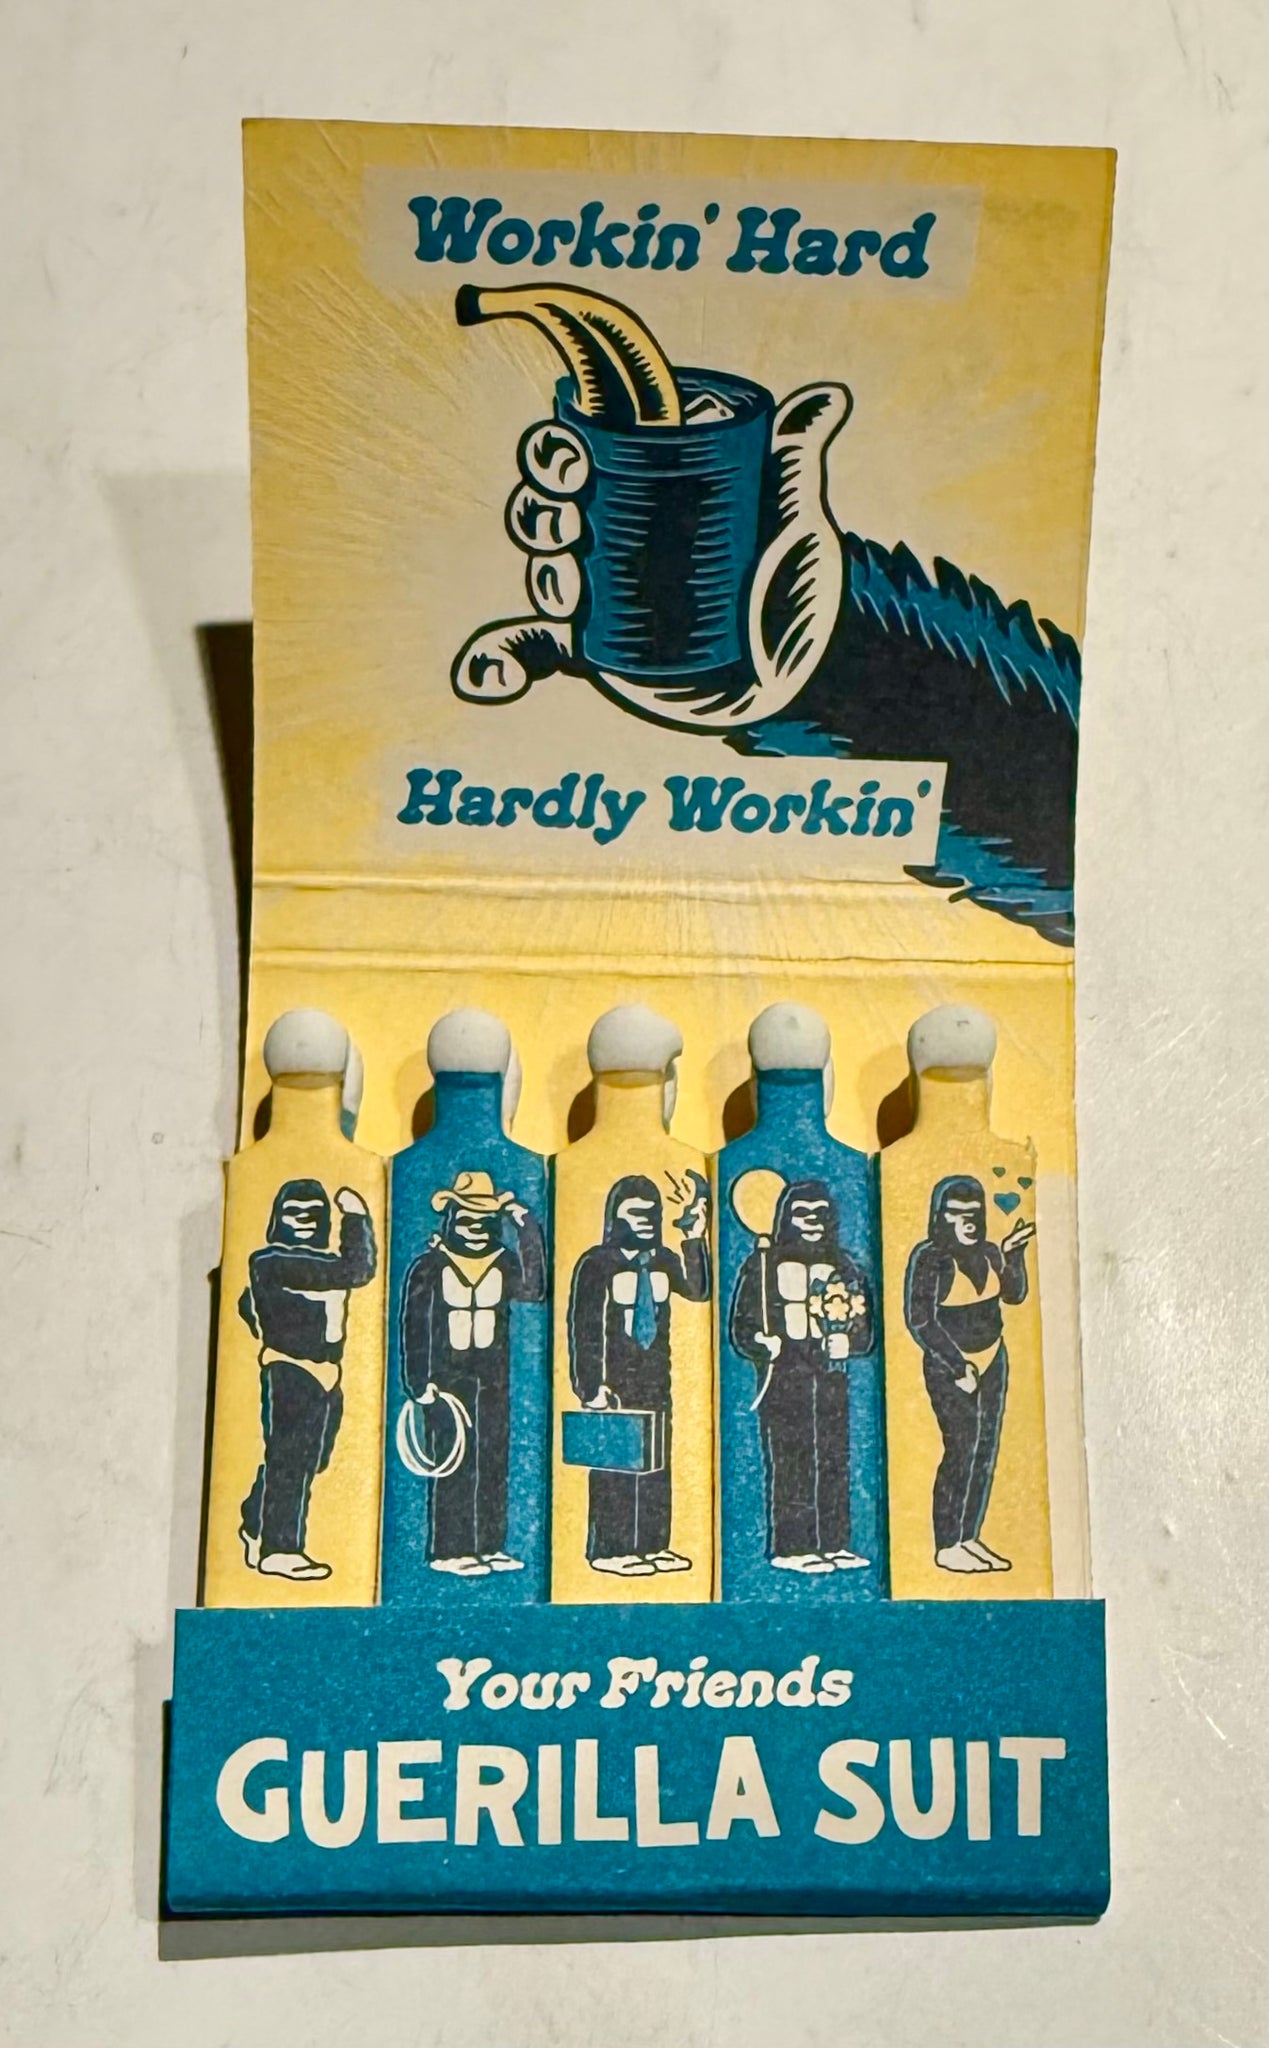 Workin' Hard
Hardly Workin'
Your Friends
GUERILLA SUIT